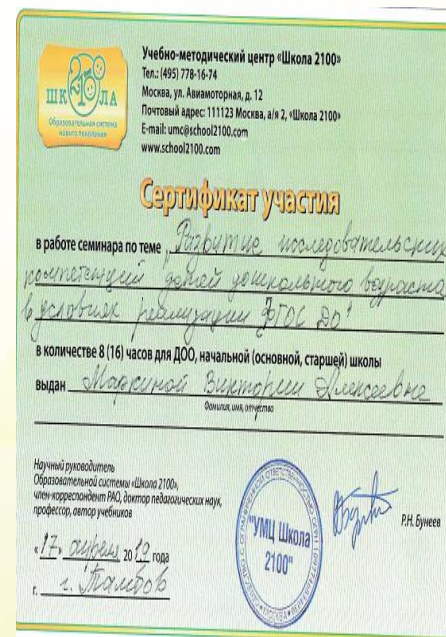 ШКОЛА
2100
Образовательная система
нового поколения
Учебно-методический центр «Школа 2100»
Тел.: (495) 778-16-74
Москва, ул. Авиамоторная, д. 12
Почтовый адрес: 111123 Москва, а/я 2, «Школа 2100»
E-mail: umc@school2100.com
www.school2100.com
Сертификат участия
в работе семинара по теме „Развитие последовательских
компетенций детей дошкольного возраста
в условиях реализации ФГОС ДО"
в количестве 8 (16) часов для ДОО, начальной (основной, старшей) школы
выдан Виктории Алексеевне
Фамилия, имя, отчество
Научный руководитель
Образовательной системы «Школа 2100»,
член-корреспондент РАО, доктор педагогических наук,
профессор, автор учебников
Р.Н. Бунеев
"УМЦ Школа
2100"
«17» апреля 2019 года
г. г. Тамбов